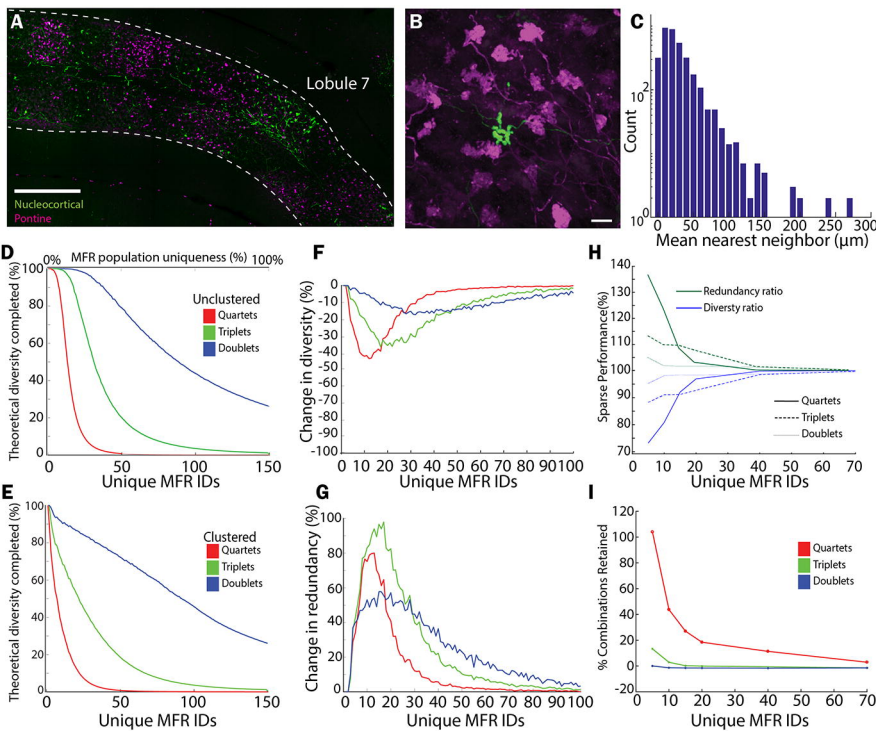 A
Lobule 7
Nucleocortical
Pontine
B
C
Count
10²
10⁰
0 50 100 150 200 250 300
Mean nearest neighbor (µm)
D
0% MFR population uniqueness (%) 100%
Theoretical diversity completed (%)
100
80
60
40
20
0
Unclustered
Quartets
Triplets
Doublets
0 50 100 150
Unique MFR IDs
E
Theoretical diversity completed (%)
100
80
60
40
20
0
Clustered
Quartets
Triplets
Doublets
0 50 100 150
Unique MFR IDs
F
Change in diversity (%)
0
-10
-20
-30
-40
-50
-60
-70
-80
-90
-100
0 10 20 30 40 50 60 70 80 90 100
Unique MFR IDs
G
Change in redundancy (%)
100
80
60
40
20
0
0 10 20 30 40 50 60 70 80 90 100
Unique MFR IDs
H
Sparse Performance(%)
140
130
120
110
100
90
80
70
Redundancy ratio
Diversty ratio
Quartets
Triplets
Doublets
0 10 20 30 40 50 60 70
Unique MFR IDs
I
% Combinations Retained
120
100
80
60
40
20
0
-20
Quartets
Triplets
Doublets
0 10 20 30 40 50 60 70
Unique MFR IDs